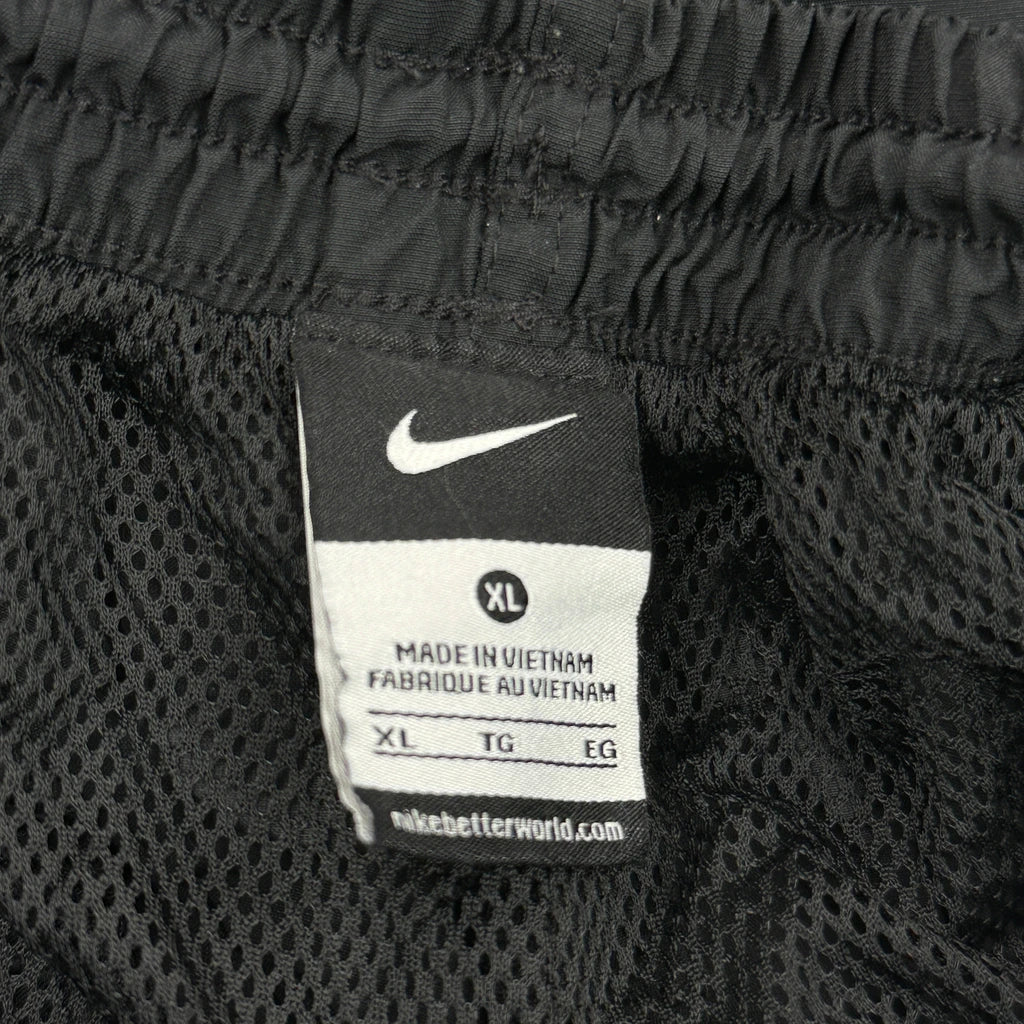 XL
MADE IN VIETNAM
FABRIQUE AU VIETNAM
XL TG EG
nikebetterworld.com